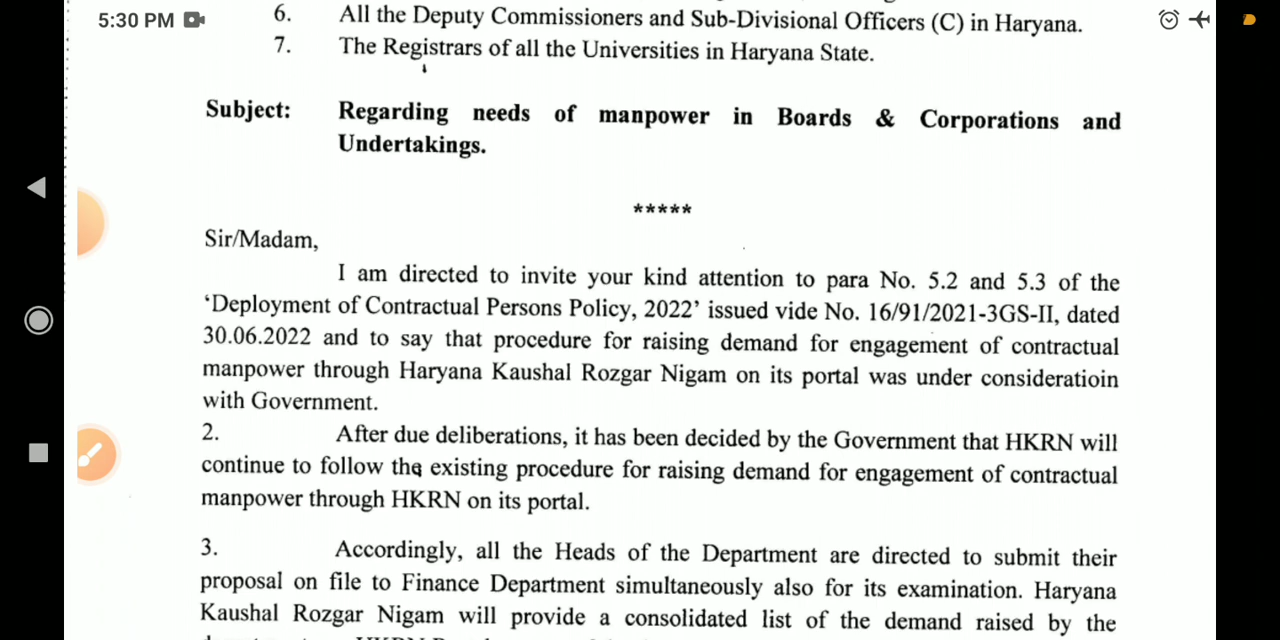 5:30 PM
6. All the Deputy Commissioners and Sub-Divisional Officers (C) in Haryana.
7. The Registrars of all the Universities in Haryana State.
Subject: Regarding needs of manpower in Boards & Corporations and
Undertakings.
*****
Sir/Madam,
I am directed to invite your kind attention to para No. 5.2 and 5.3 of the
‘Deployment of Contractual Persons Policy, 2022’ issued vide No. 16/91/2021-3GS-II, dated
30.06.2022 and to say that procedure for raising demand for engagement of contractual
manpower through Haryana Kaushal Rozgar Nigam on its portal was under consideratioin
with Government.
2. After due deliberations, it has been decided by the Government that HKRN will
continue to follow the existing procedure for raising demand for engagement of contractual
manpower through HKRN on its portal.
3. Accordingly, all the Heads of the Department are directed to submit their
proposal on file to Finance Department simultaneously also for its examination. Haryana
Kaushal Rozgar Nigam will provide a consolidated list of the demand raised by the